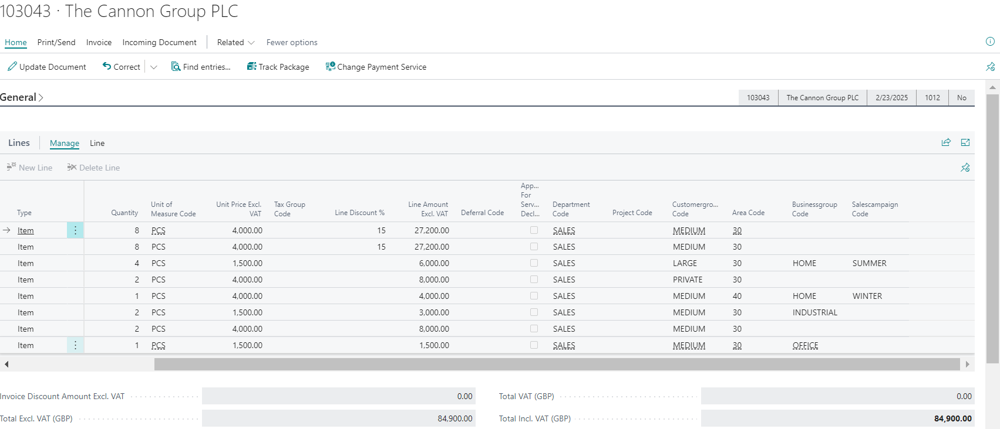 103043 · The Cannon Group PLC
Home Print/Send Invoice Incoming Document Related Fewer options
Update Document Correct Find entries... Track Package Change Payment Service
General 103043 The Cannon Group PLC 2/23/2025 1012 No
Lines Manage Line
New Line Delete Line
Type Quantity Unit of Measure Code Unit Price Excl. VAT Tax Group Code Line Discount % Line Amount Excl. VAT Deferral Code App... For Serv... Decl... Department Code Project Code Customergro... Code Area Code Businessgroup Code Salescampaign Code
Item 8 PCS 4,000.00 15 27,200.00 SALES MEDIUM 30
Item 8 PCS 4,000.00 15 27,200.00 SALES MEDIUM 30
Item 4 PCS 1,500.00 6,000.00 SALES LARGE 30 HOME SUMMER
Item 2 PCS 4,000.00 8,000.00 SALES PRIVATE 30
Item 1 PCS 4,000.00 4,000.00 SALES MEDIUM 40 HOME WINTER
Item 2 PCS 1,500.00 3,000.00 SALES MEDIUM 30 INDUSTRIAL
Item 2 PCS 4,000.00 8,000.00 SALES MEDIUM 30
Item 1 PCS 1,500.00 1,500.00 SALES MEDIUM 30 OFFICE
Invoice Discount Amount Excl. VAT 0.00 Total VAT (GBP) 0.00
Total Excl. VAT (GBP) 84,900.00 Total Incl. VAT (GBP) 84,900.00